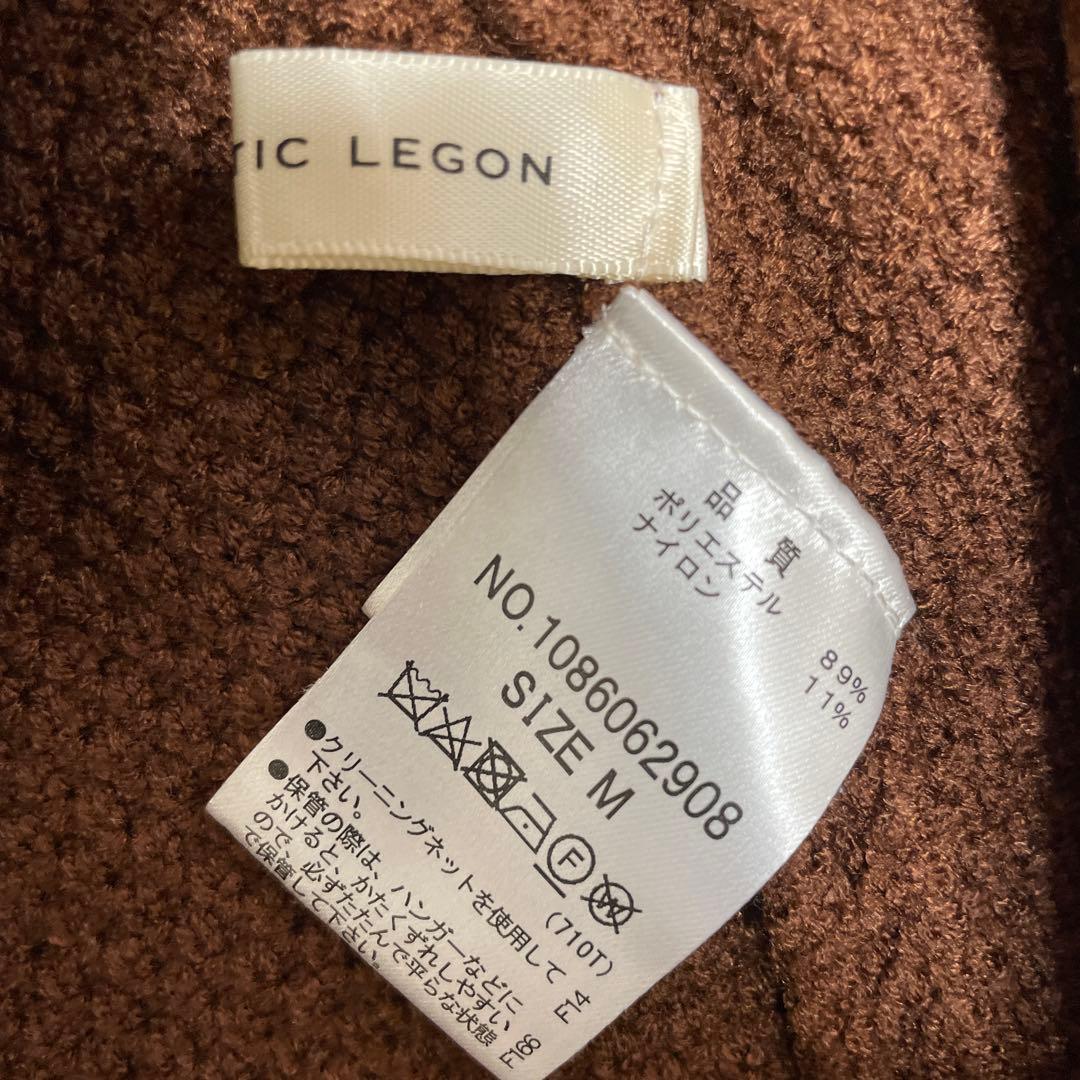 TIC LEGON
品 質
ポリエステル 89%
ナイロン 11%
NO.1086062908
SIZE M
F W
(710T)
●クリーニングネットを使用して
下さい。
●保管の際は、ハンガーなどに
かけると、かたくずれしやすい
ので、必ずたたんで平らな状態
で保管して下さい。